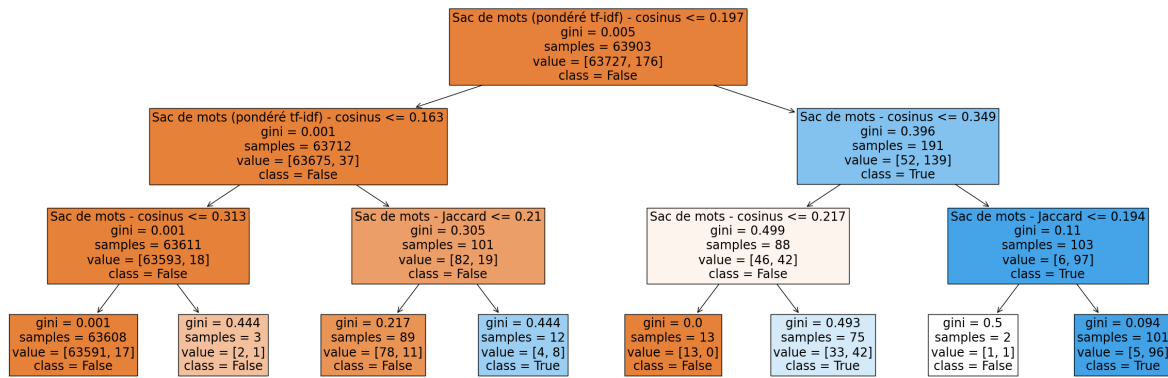 Sac de mots (pondéré tf-idf) - cosinus <= 0.197
gini = 0.005
samples = 63903
value = [63727, 176]
class = False
Sac de mots (pondéré tf-idf) - cosinus <= 0.163
gini = 0.001
samples = 63712
value = [63675, 37]
class = False
Sac de mots - cosinus <= 0.349
gini = 0.396
samples = 191
value = [52, 139]
class = True
Sac de mots - cosinus <= 0.313
gini = 0.001
samples = 63611
value = [63593, 18]
class = False
Sac de mots - Jaccard <= 0.21
gini = 0.305
samples = 101
value = [82, 19]
class = False
Sac de mots - cosinus <= 0.217
gini = 0.499
samples = 88
value = [46, 42]
class = False
Sac de mots - Jaccard <= 0.194
gini = 0.11
samples = 103
value = [6, 97]
class = True
gini = 0.001
samples = 63608
value = [63591, 17]
class = False
gini = 0.444
samples = 3
value = [2, 1]
class = False
gini = 0.217
samples = 89
value = [78, 11]
class = False
gini = 0.444
samples = 12
value = [4, 8]
class = True
gini = 0.0
samples = 13
value = [13, 0]
class = False
gini = 0.493
samples = 75
value = [33, 42]
class = True
gini = 0.5
samples = 2
value = [1, 1]
class = False
gini = 0.094
samples = 101
value = [5, 96]
class = True